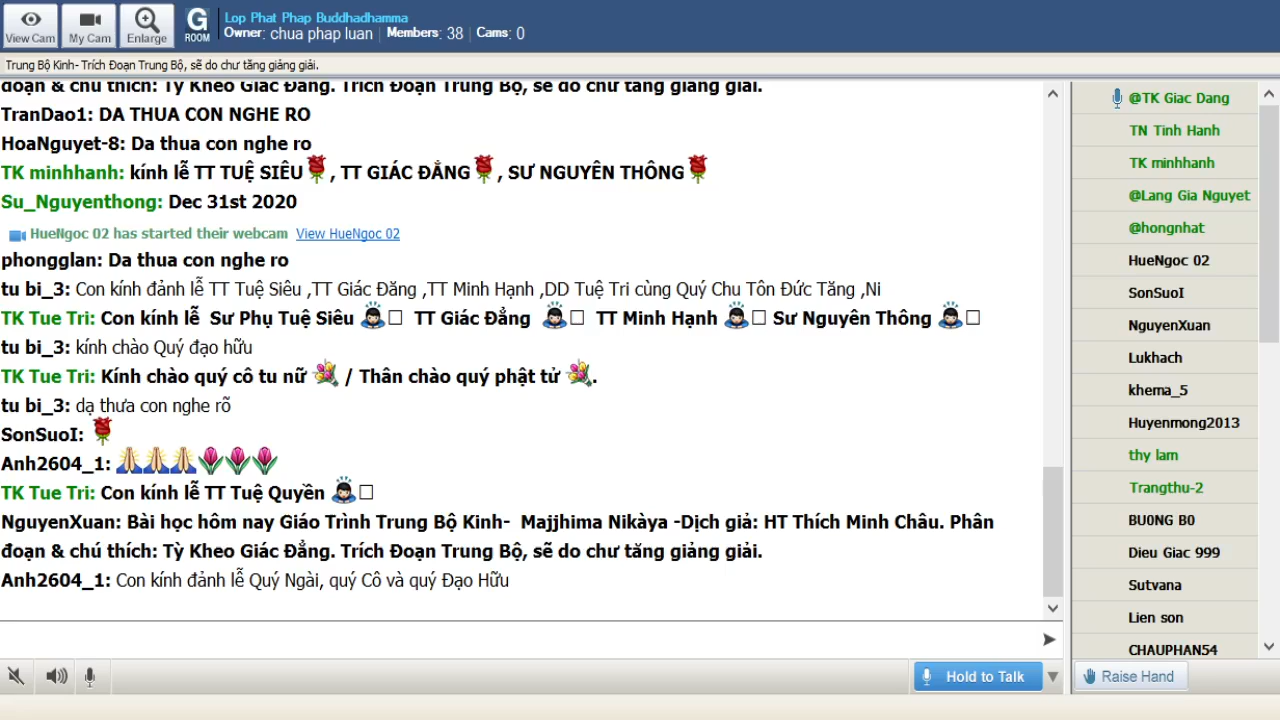 View Cam
My Cam
Enlarge
G
ROOM
Lop Phat Phap Buddhadhamma
Owner: chua phap luan | Members: 38 | Cams: 0
Trung Bộ Kinh- Trích Đoạn Trung Bộ, sẽ do chư tăng giảng giải.
đoạn & chú thích: Tỳ Kheo Giác Đẳng. Trích Đoạn Trung Bộ, sẽ do chư tăng giảng giải.
TranDao1: DA THUA CON NGHE RO
HoaNguyet-8: Da thua con nghe ro
TK minhhanh: kính lễ TT TUỆ SIÊU🌹, TT GIÁC ĐẲNG🌹, SƯ NGUYÊN THÔNG🌹
Su_Nguyenthong: Dec 31st 2020
HueNgoc 02 has started their webcam View HueNgoc 02
phongglan: Da thua con nghe ro
tu bi_3: Con kính đảnh lễ TT Tuệ Siêu ,TT Giác Đăng ,TT Minh Hạnh ,DD Tuệ Tri cùng Quý Chu Tôn Đức Tăng ,Ni
TK Tue Tri: Con kính lễ Sư Phụ Tuệ Siêu 🙇□ TT Giác Đẳng 🙇□ TT Minh Hạnh 🙇□ Sư Nguyên Thông 🙇□
tu bi_3: kính chào Quý đạo hữu
TK Tue Tri: Kính chào quý cô tu nữ 💐 / Thân chào quý phật tử 💐.
tu bi_3: dạ thưa con nghe rõ
SonSuoI: 🌹
Anh2604_1: 🙏🙏🙏🌷🌷🌷
TK Tue Tri: Con kính lễ TT Tuệ Quyền 🙇□
NguyenXuan: Bài học hôm nay Giáo Trình Trung Bộ Kinh- Majjhima Nikàya -Dịch giả: HT Thích Minh Châu. Phân
đoạn & chú thích: Tỳ Kheo Giác Đẳng. Trích Đoạn Trung Bộ, sẽ do chư tăng giảng giải.
Anh2604_1: Con kính đảnh lễ Quý Ngài, quý Cô và quý Đạo Hữu
Hold to Talk
@TK Giac Dang
TN Tinh Hanh
TK minhhanh
@Lang Gia Nguyet
@hongnhat
HueNgoc 02
SonSuoI
NguyenXuan
Lukhach
khema_5
Huyenmong2013
thy lam
Trangthu-2
BU0NG B0
Dieu Giac 999
Sutvana
Lien son
CHAUPHAN54
Raise Hand